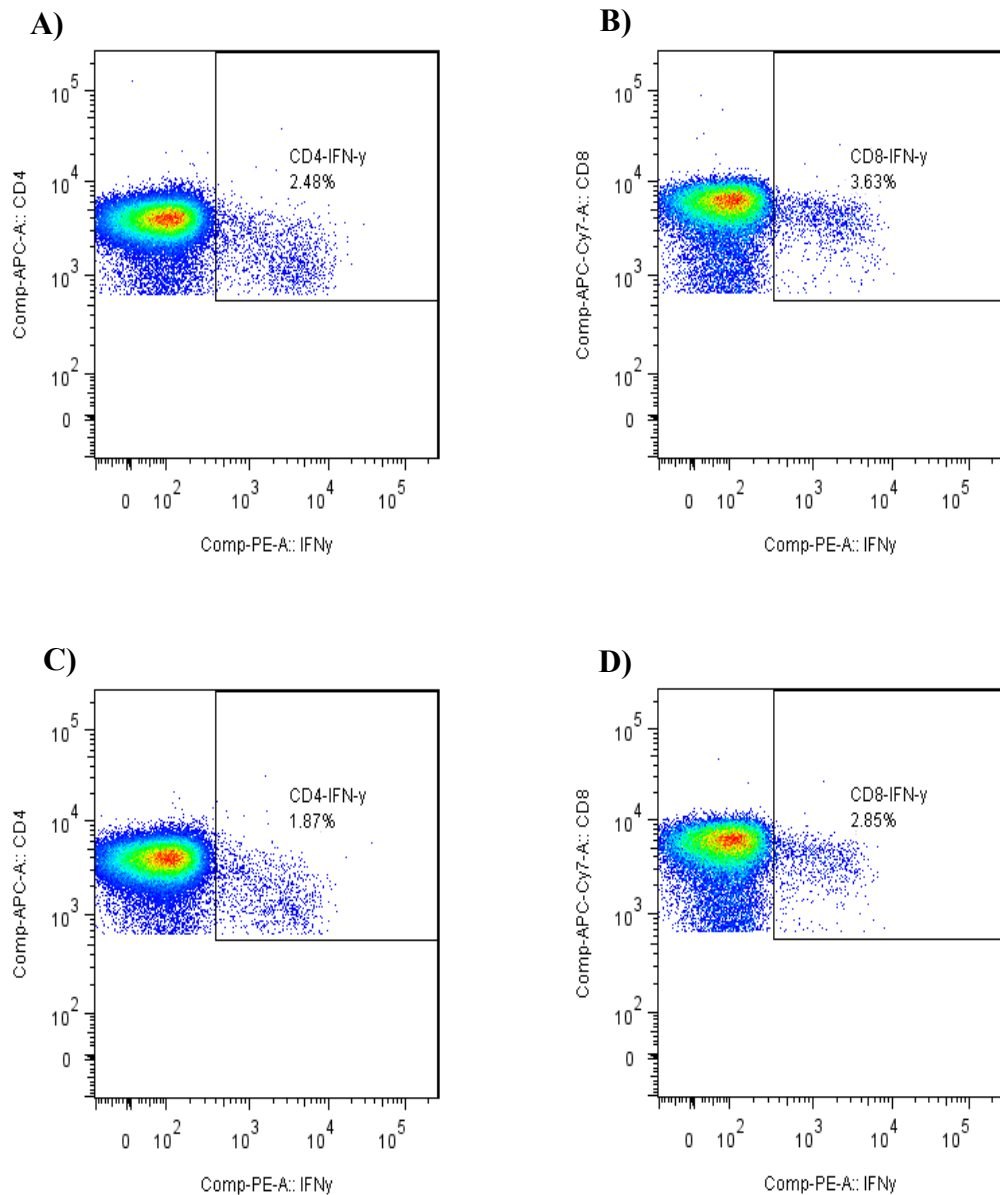 A)
B)
10^5
10^4
10^3
10^2
0
Comp-APC-A:: CD4
CD4-IFN-y
2.48%
0 10^2 10^3 10^4 10^5
Comp-PE-A:: IFNy
10^5
10^4
10^3
10^2
0
Comp-APC-Cy7-A:: CD8
CD8-IFN-y
3.63%
0 10^2 10^3 10^4 10^5
Comp-PE-A:: IFNy
C)
D)
10^5
10^4
10^3
10^2
0
Comp-APC-A:: CD4
CD4-IFN-y
1.87%
0 10^2 10^3 10^4 10^5
Comp-PE-A:: IFNy
10^5
10^4
10^3
10^2
0
Comp-APC-Cy7-A:: CD8
CD8-IFN-y
2.85%
0 10^2 10^3 10^4 10^5
Comp-PE-A:: IFNy